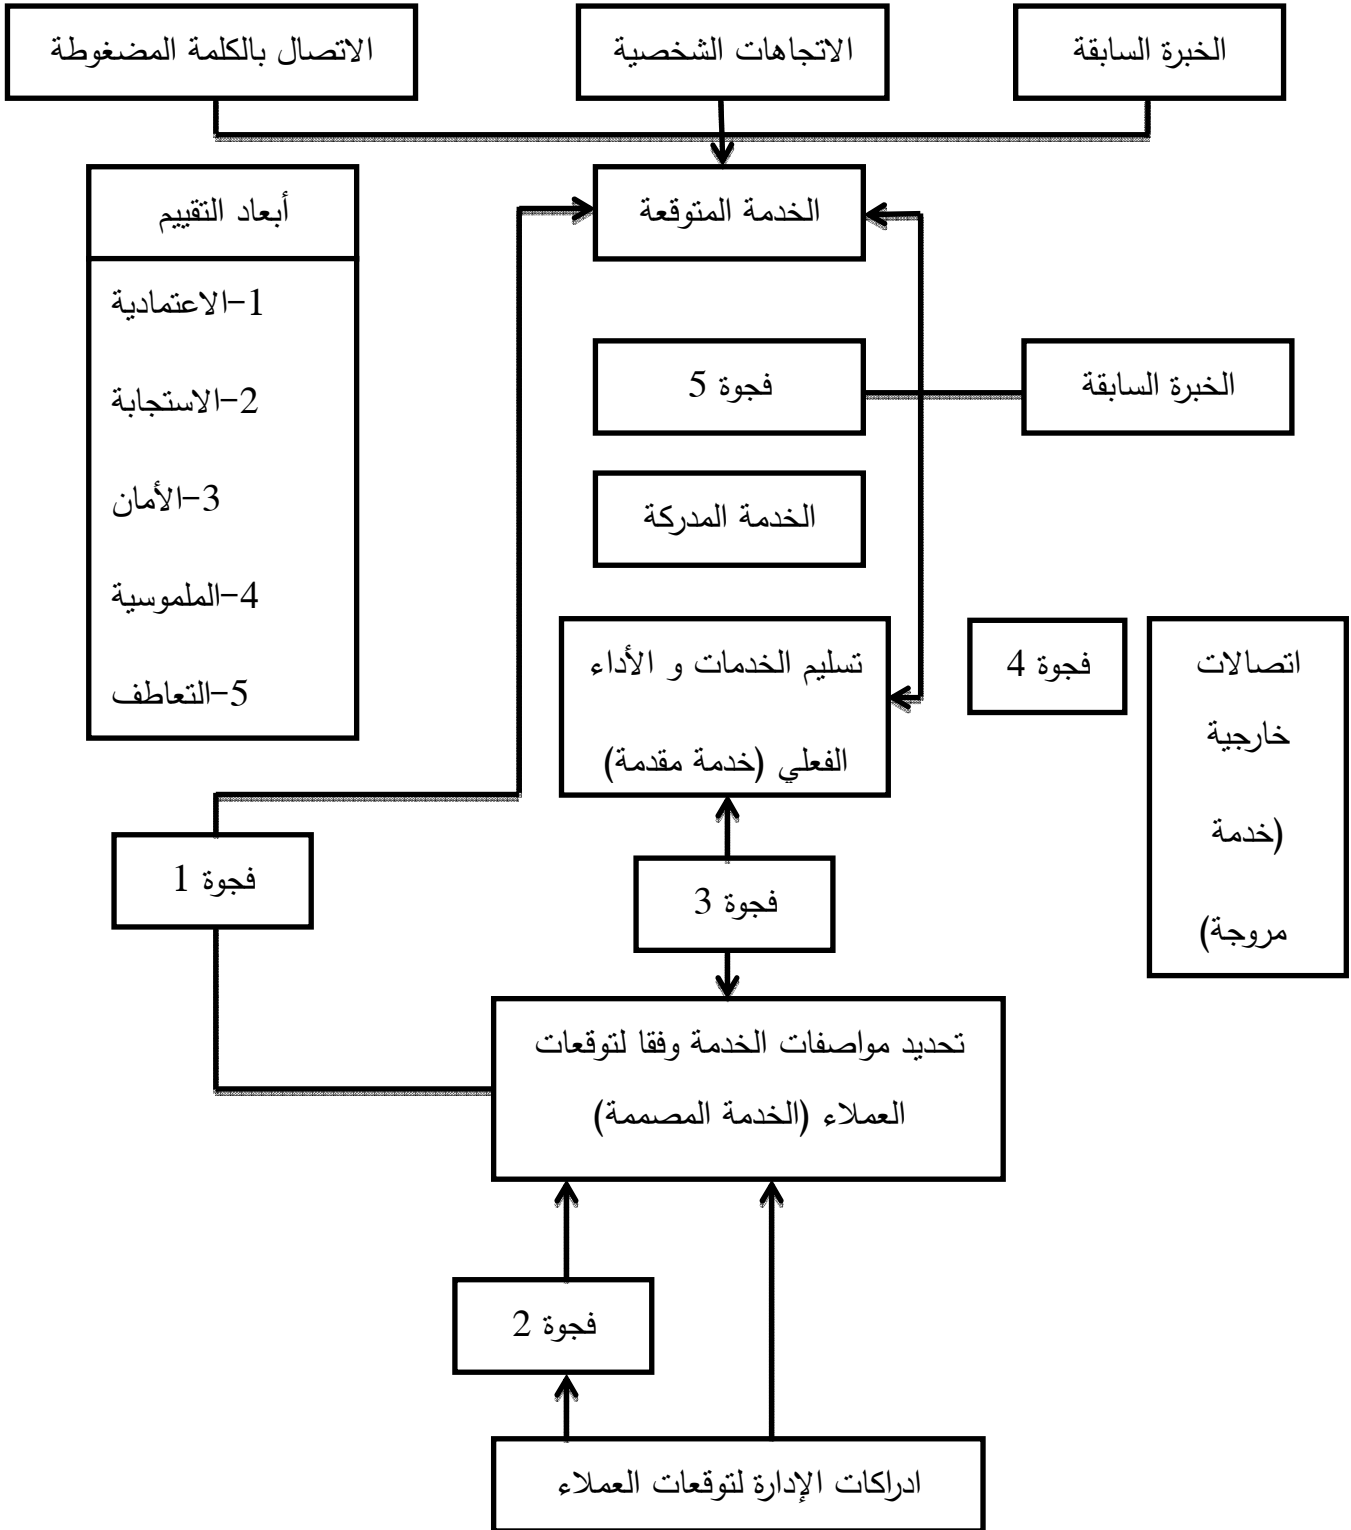 الخبرة السابقة
الاتجاهات الشخصية
الاتصال بالكلمة المضغوطة
الخدمة المتوقعة
أبعاد التقييم
1-الاعتمادية
2-الاستجابة
3-الأمان
4-الملموسية
5-التعاطف
فجوة 5
الخبرة السابقة
الخدمة المدركة
اتصالات
خارجية
(خدمة
مروجة)
فجوة 4
تسليم الخدمات و الأداء
الفعلي (خدمة مقدمة)
فجوة 1
فجوة 3
تحديد مواصفات الخدمة وفقا لتوقعات
العملاء (الخدمة المصممة)
فجوة 2
ادراكات الإدارة لتوقعات العملاء